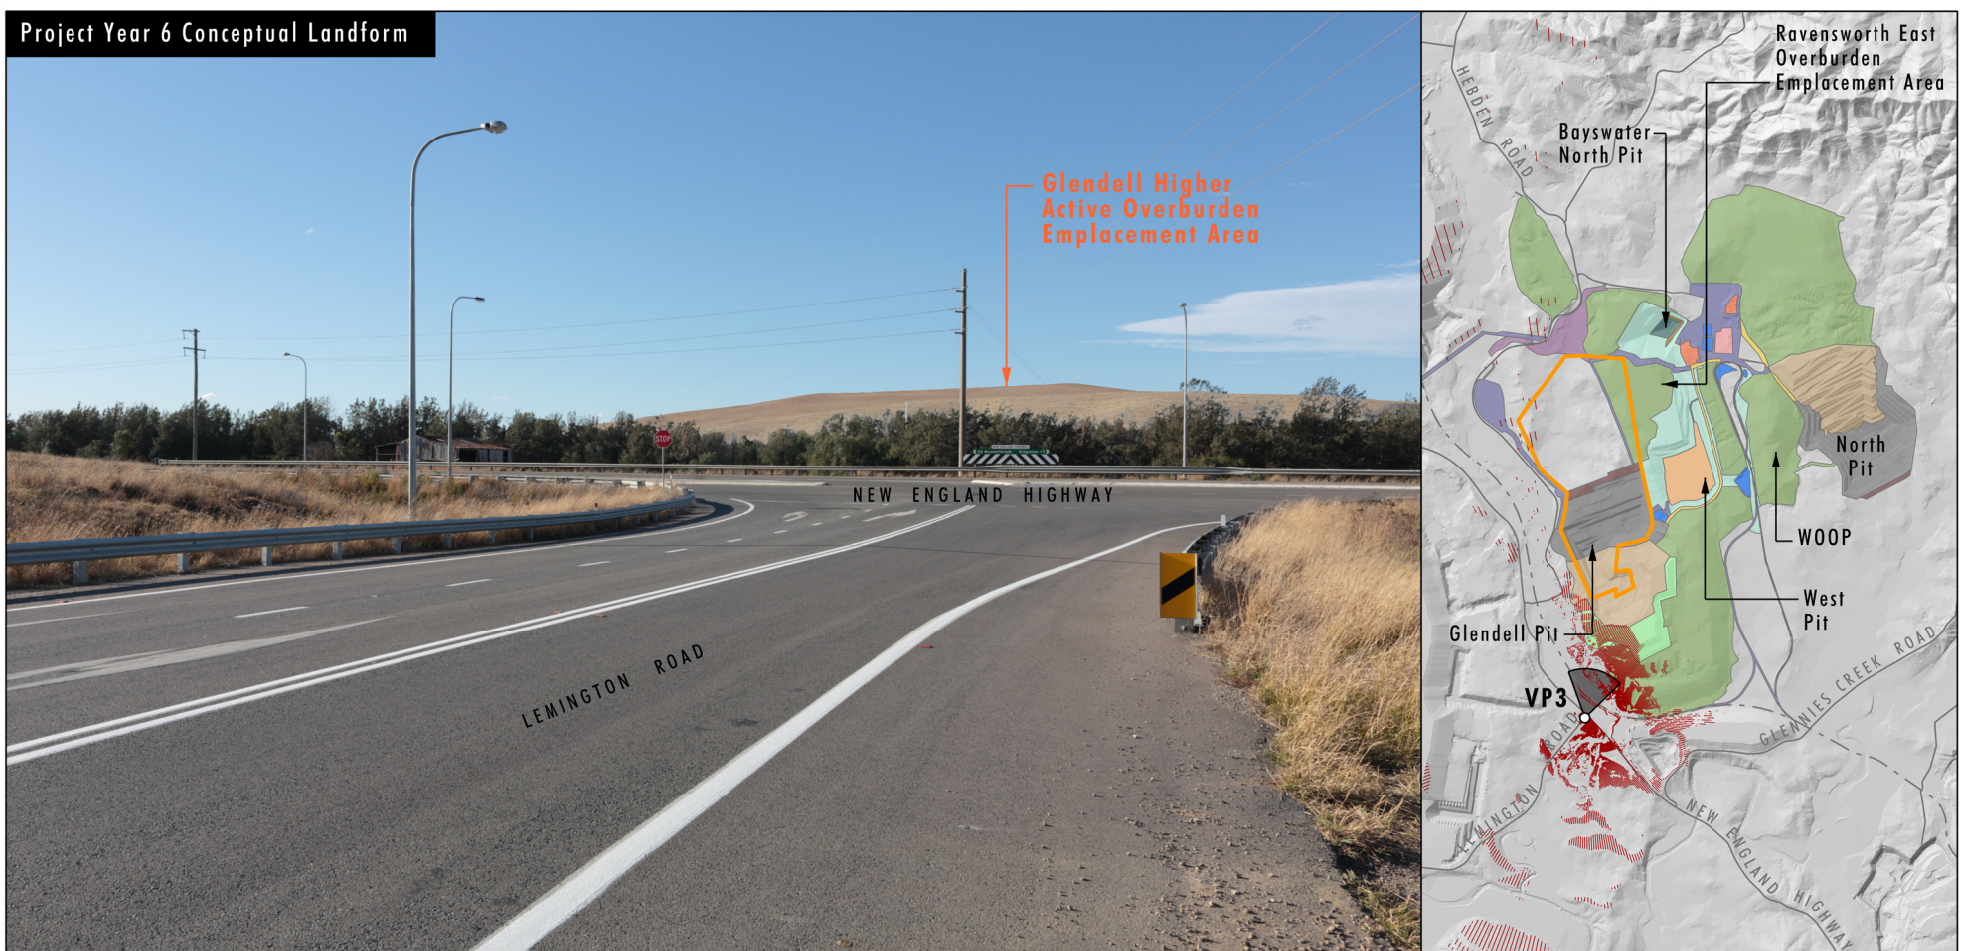 Project Year 6 Conceptual Landform
Glendell Higher
Active Overburden
Emplacement Area
STOP
NEW ENGLAND HIGHWAY
LEMINGTON ROAD
Ravensworth East
Overburden
Emplacement Area
HEBDEN ROAD
Bayswater
North Pit
North
Pit
WOOP
West
Pit
Glendell Pit
VP3
GLENNIES CREEK ROAD
LEMINGTON ROAD
NEW ENGLAND HIGHWAY